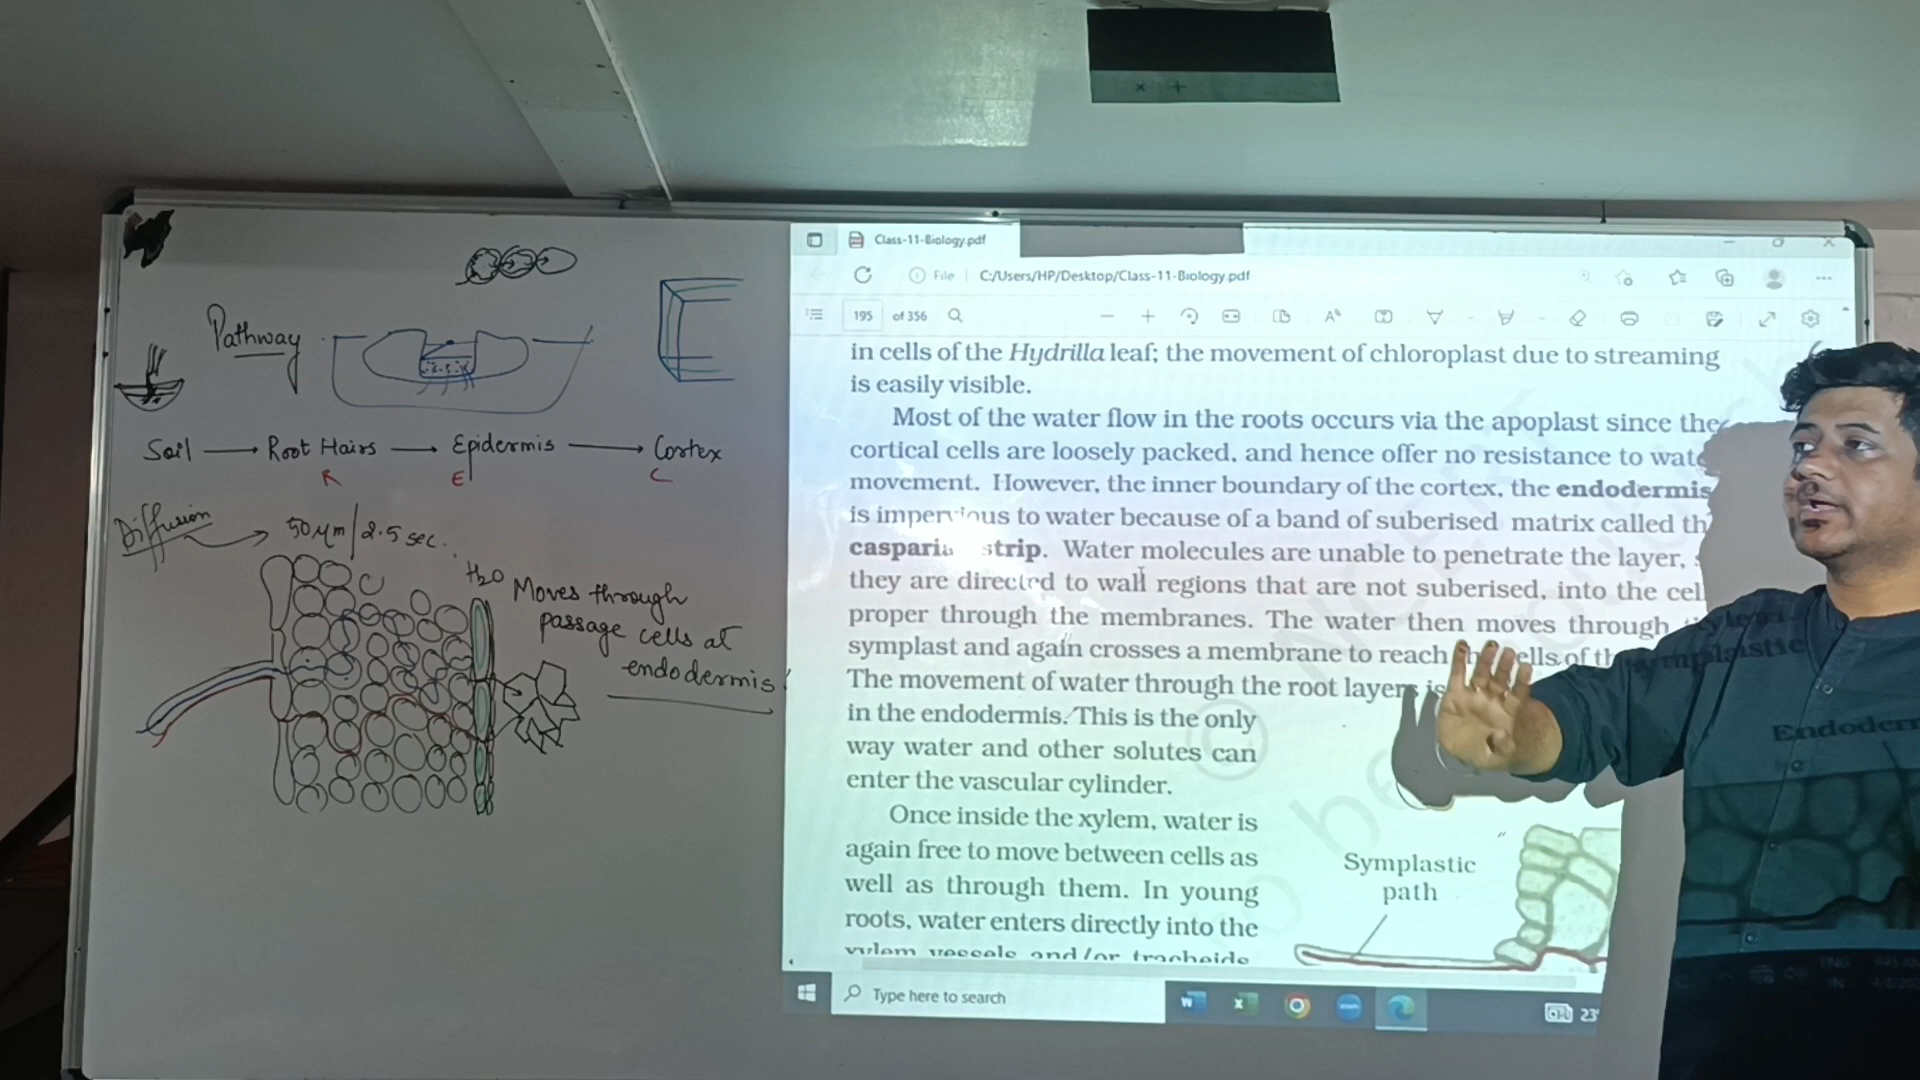 Pathway
Soil → Root Hairs → Epidermis → Cortex
R E C
Diffusion → 50 μm/2.5 sec.
H2O Moves through
passage cells at
endodermis
Class-11-Biology.pdf
File C:/Users/HP/Desktop/Class-11-Biology.pdf
195 of 356
in cells of the Hydrilla leaf; the movement of chloroplast due to streaming
is easily visible.
Most of the water flow in the roots occurs via the apoplast since the
cortical cells are loosely packed, and hence offer no resistance to
movement. However, the inner boundary of the cortex, the endodermis
is impervious to water because of a band of suberised matrix called
strip. Water molecules are unable to penetrate the layer,
they are directed to wall regions that are not suberised, into the
proper through the membranes. The water then moves through
symplast and again crosses a membrane to reach cells of
The movement of water through the root layers is
in the endodermis. This is the only
way water and other solutes can
enter the vascular cylinder.
Once inside the xylem, water is
again free to move between cells as
well as through them. In young
roots, water enters directly into the
xylem vessels and/or tracheids
Symplastic
path
Type here to search